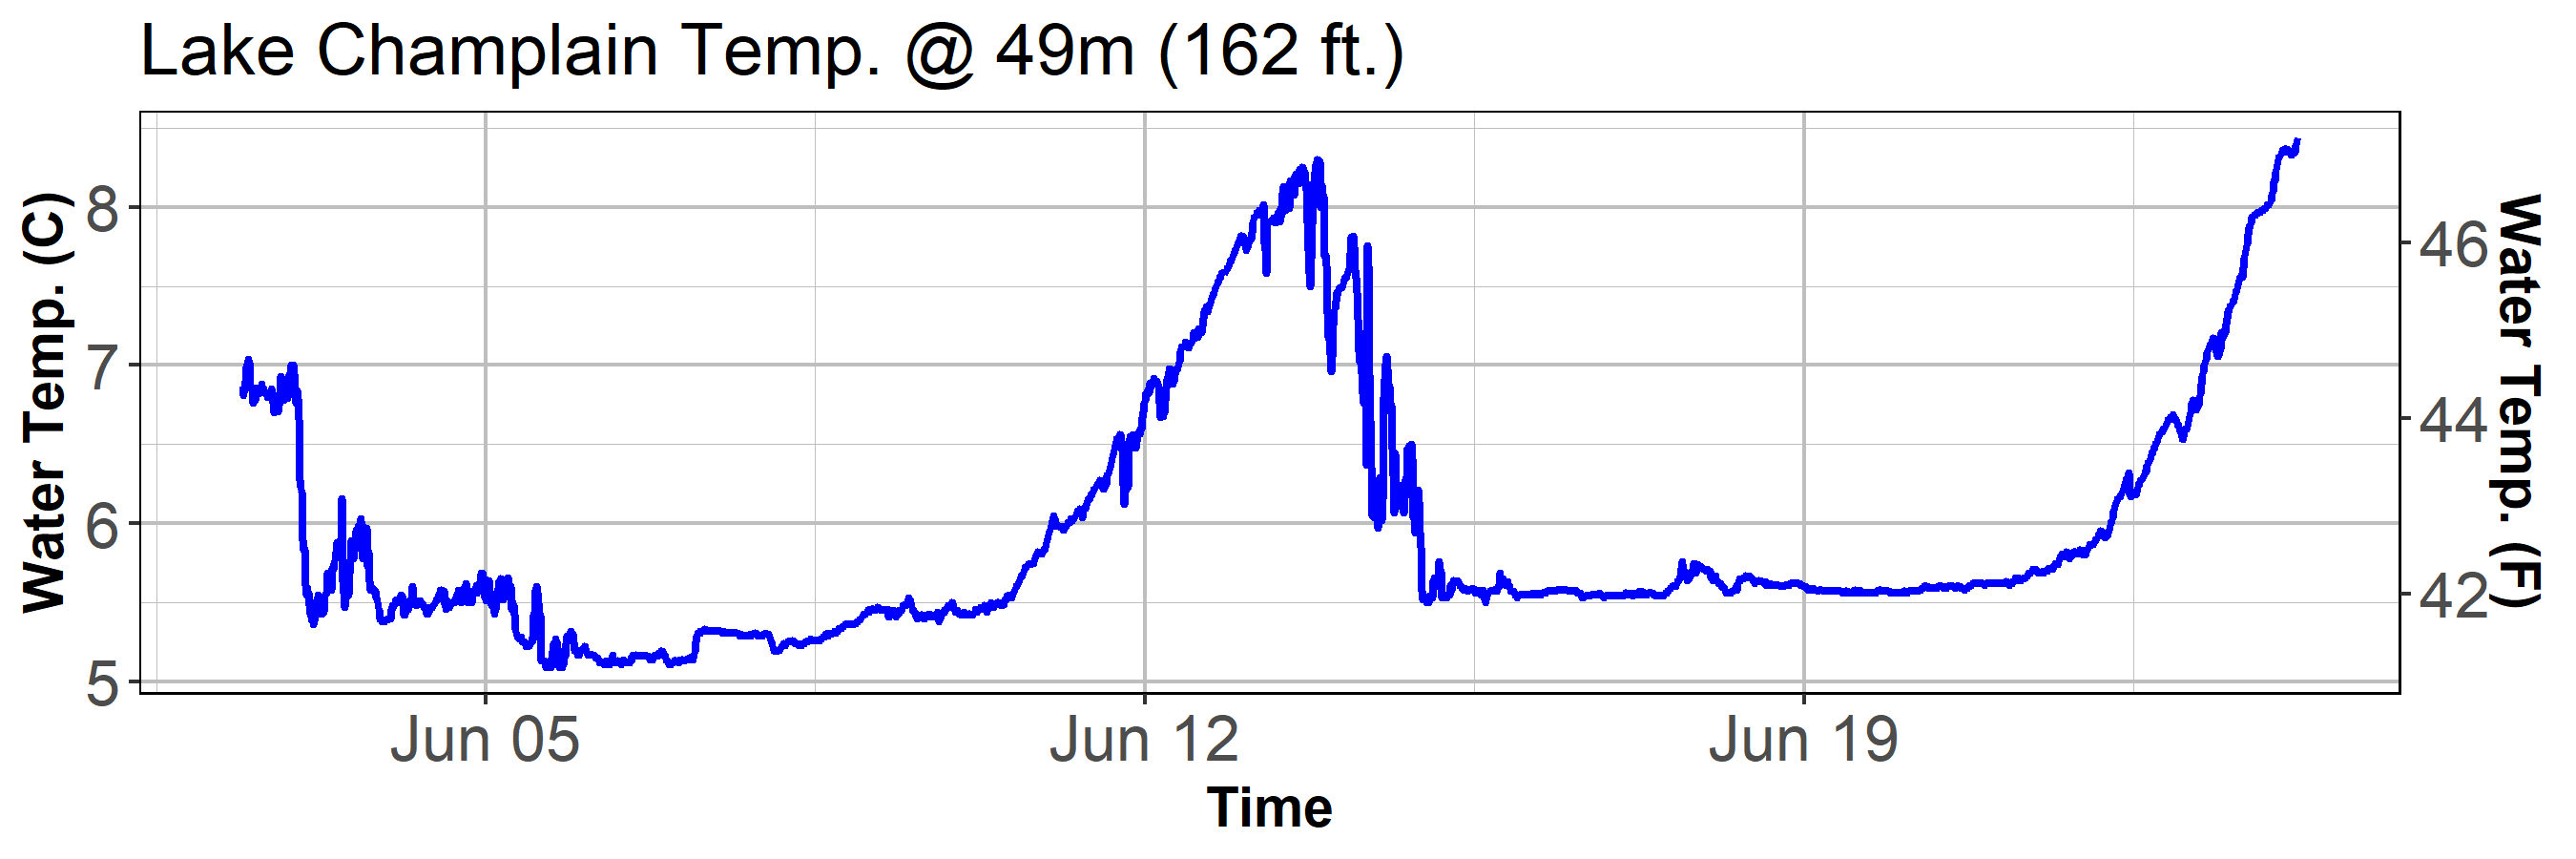 Lake Champlain Temp. @ 49m (162 ft.)
Water Temp. (C)
8
7
6
5
46
44
42
Water Temp. (F)
Jun 05
Jun 12
Jun 19
Time